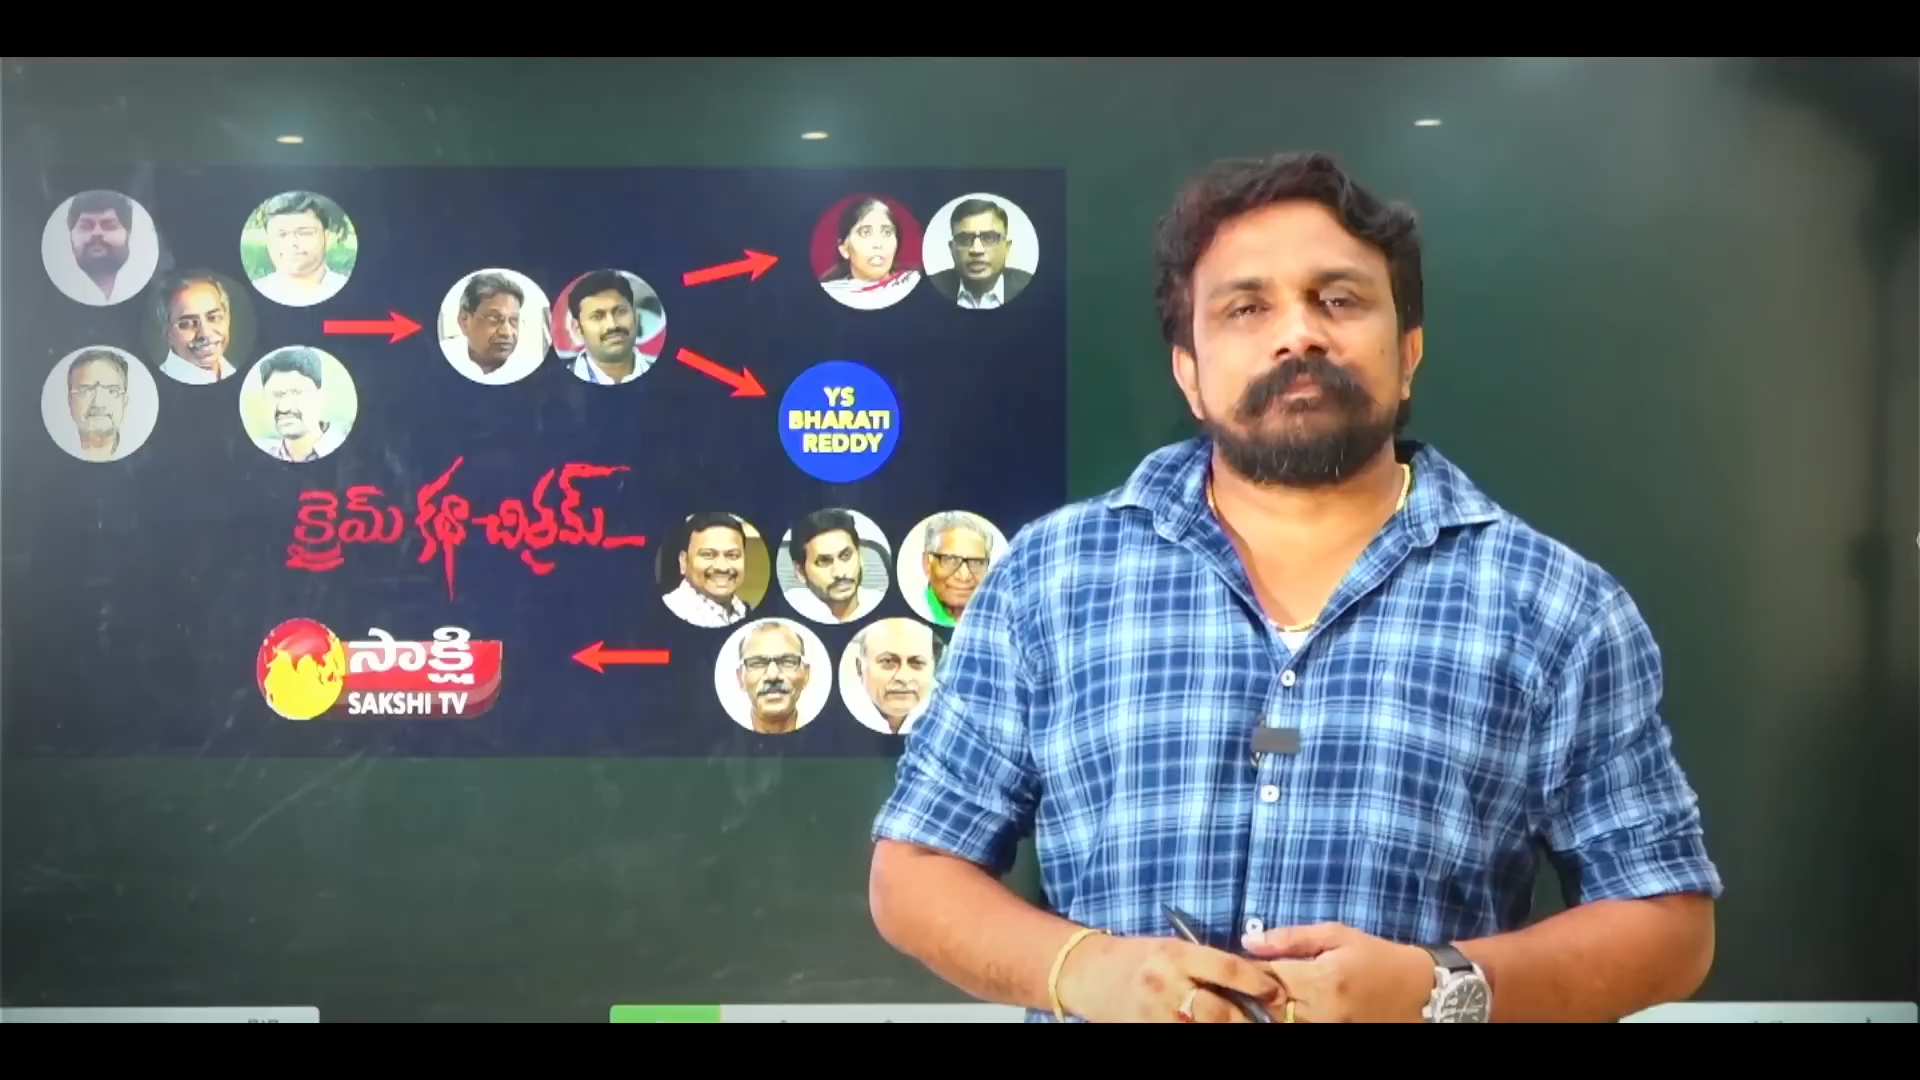 YS
BHARATI
REDDY
క్రైమ్ కథా చిత్రమ్...
సాక్షి
SAKSHI TV